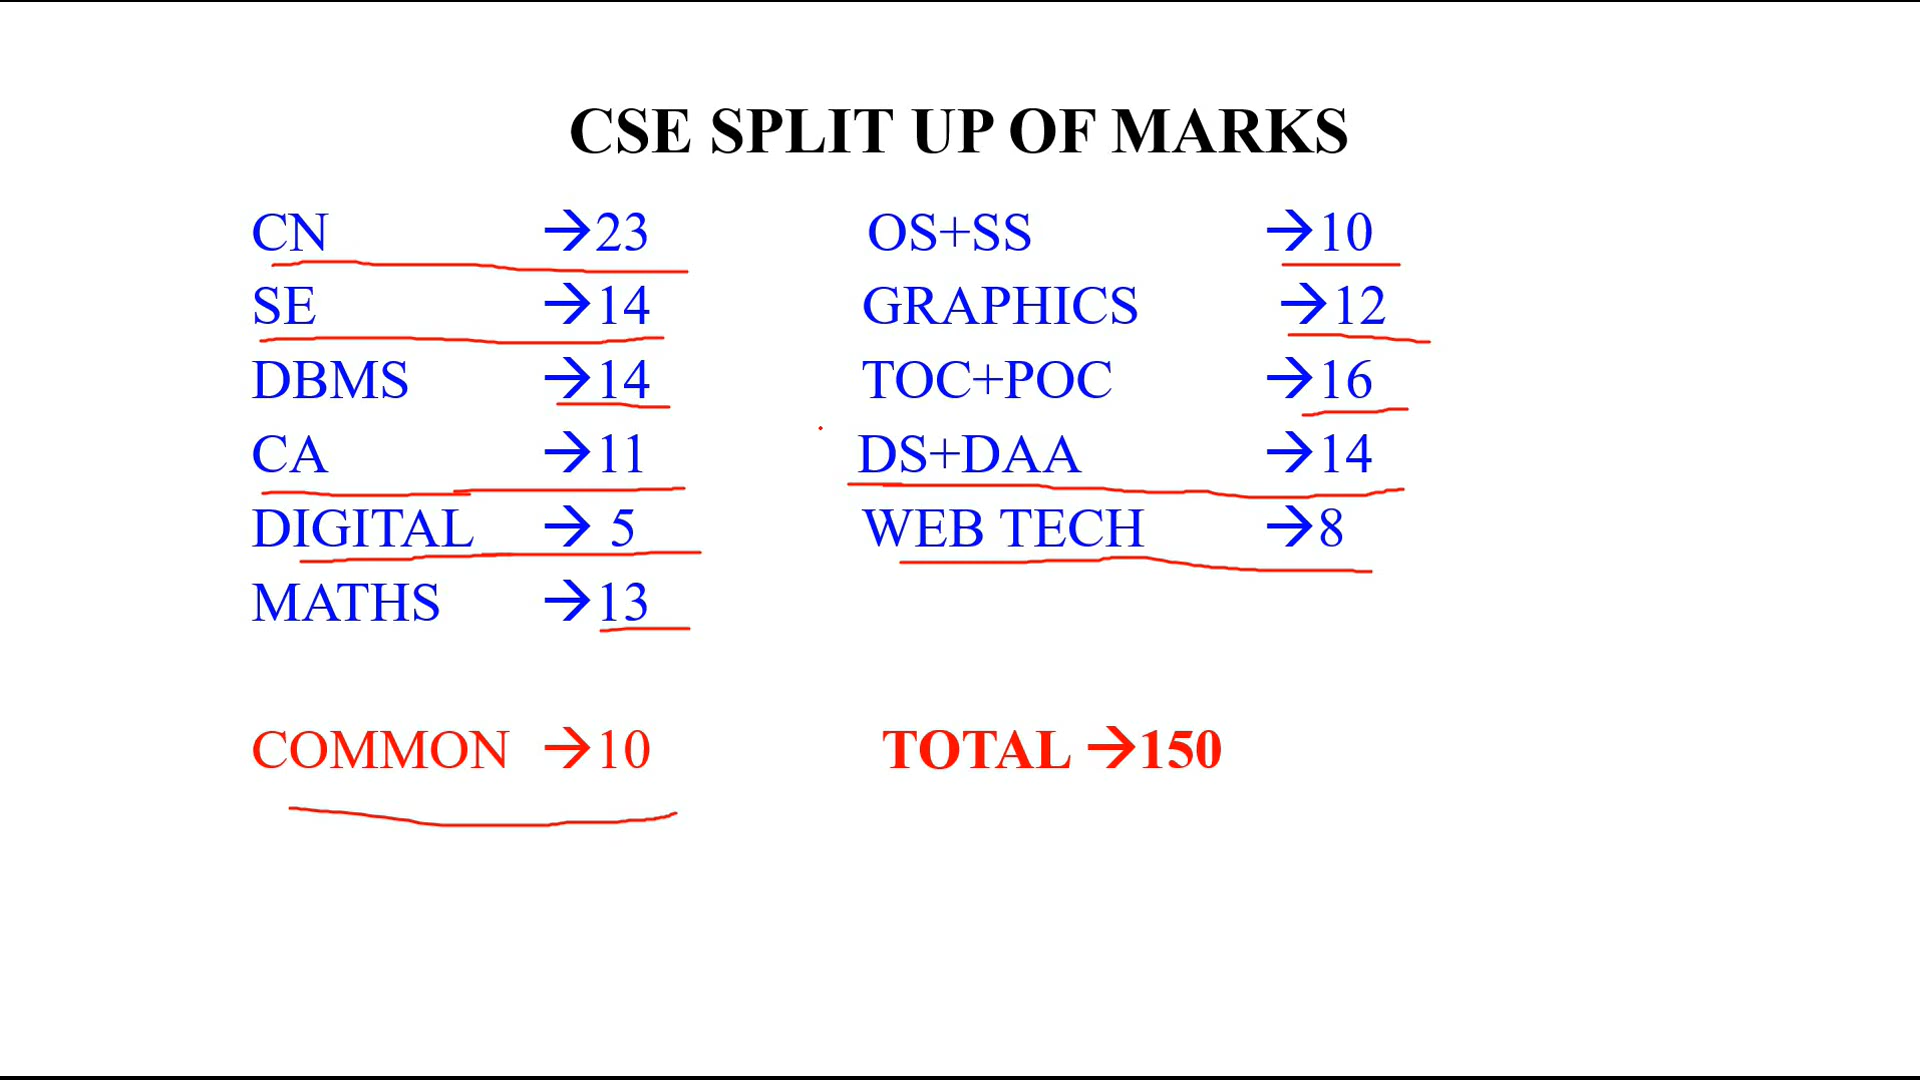 CSE SPLIT UP OF MARKS
CN →23 OS+SS →10
SE →14 GRAPHICS →12
DBMS →14 TOC+POC →16
CA →11 DS+DAA →14
DIGITAL → 5 WEB TECH →8
MATHS →13
COMMON →10 TOTAL →150